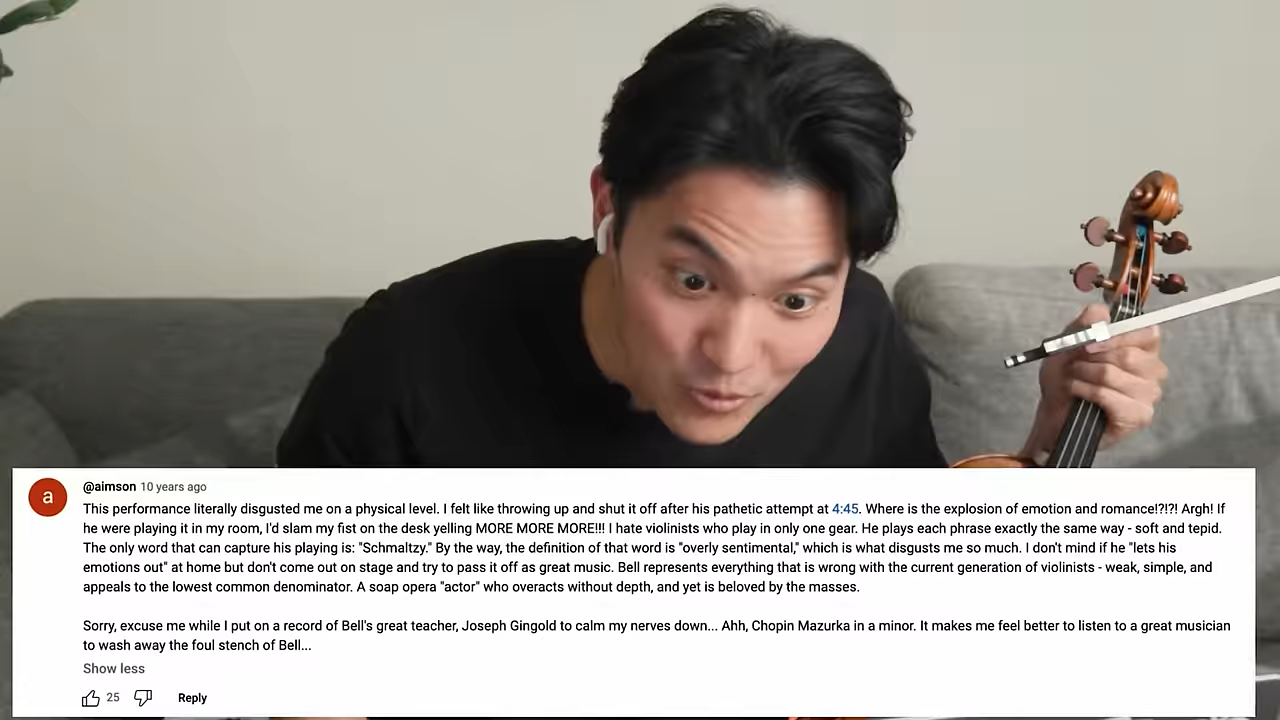 a
@aimson 10 years ago
This performance literally disgusted me on a physical level. I felt like throwing up and shut it off after his pathetic attempt at 4:45. Where is the explosion of emotion and romance!?!?! Argh! If
he were playing it in my room, I'd slam my fist on the desk yelling MORE MORE MORE!!! I hate violinists who play in only one gear. He plays each phrase exactly the same way - soft and tepid.
The only word that can capture his playing is: "Schmaltzy." By the way, the definition of that word is "overly sentimental," which is what disgusts me so much. I don't mind if he "lets his
emotions out" at home but don't come out on stage and try to pass it off as great music. Bell represents everything that is wrong with the current generation of violinists - weak, simple, and
appeals to the lowest common denominator. A soap opera "actor" who overacts without depth, and yet is beloved by the masses.
Sorry, excuse me while I put on a record of Bell's great teacher, Joseph Gingold to calm my nerves down... Ahh, Chopin Mazurka in a minor. It makes me feel better to listen to a great musician
to wash away the foul stench of Bell...
Show less
25 Reply